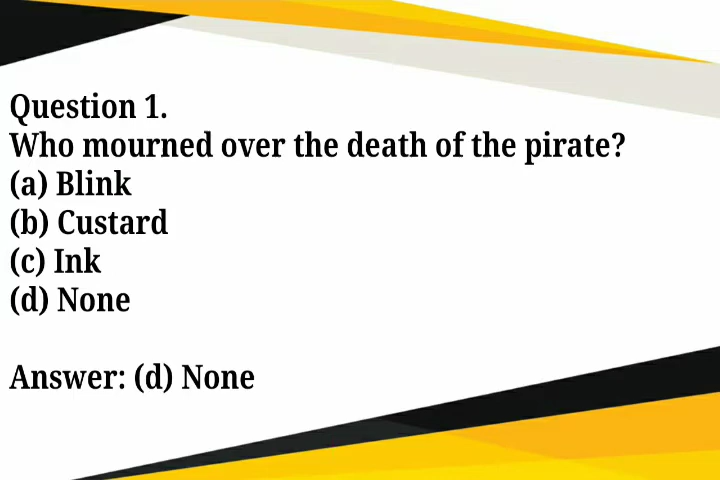 Question 1.
Who mourned over the death of the pirate?
(a) Blink
(b) Custard
(c) Ink
(d) None
Answer: (d) None